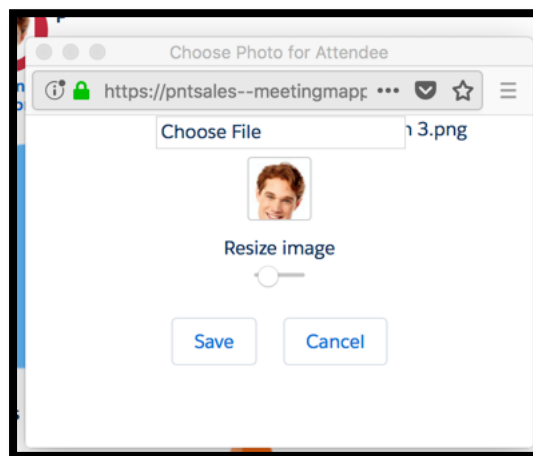 Choose Photo for Attendee
https://pntsales--meetingmapp
Choose File
n 3.png
Resize image
Save Cancel